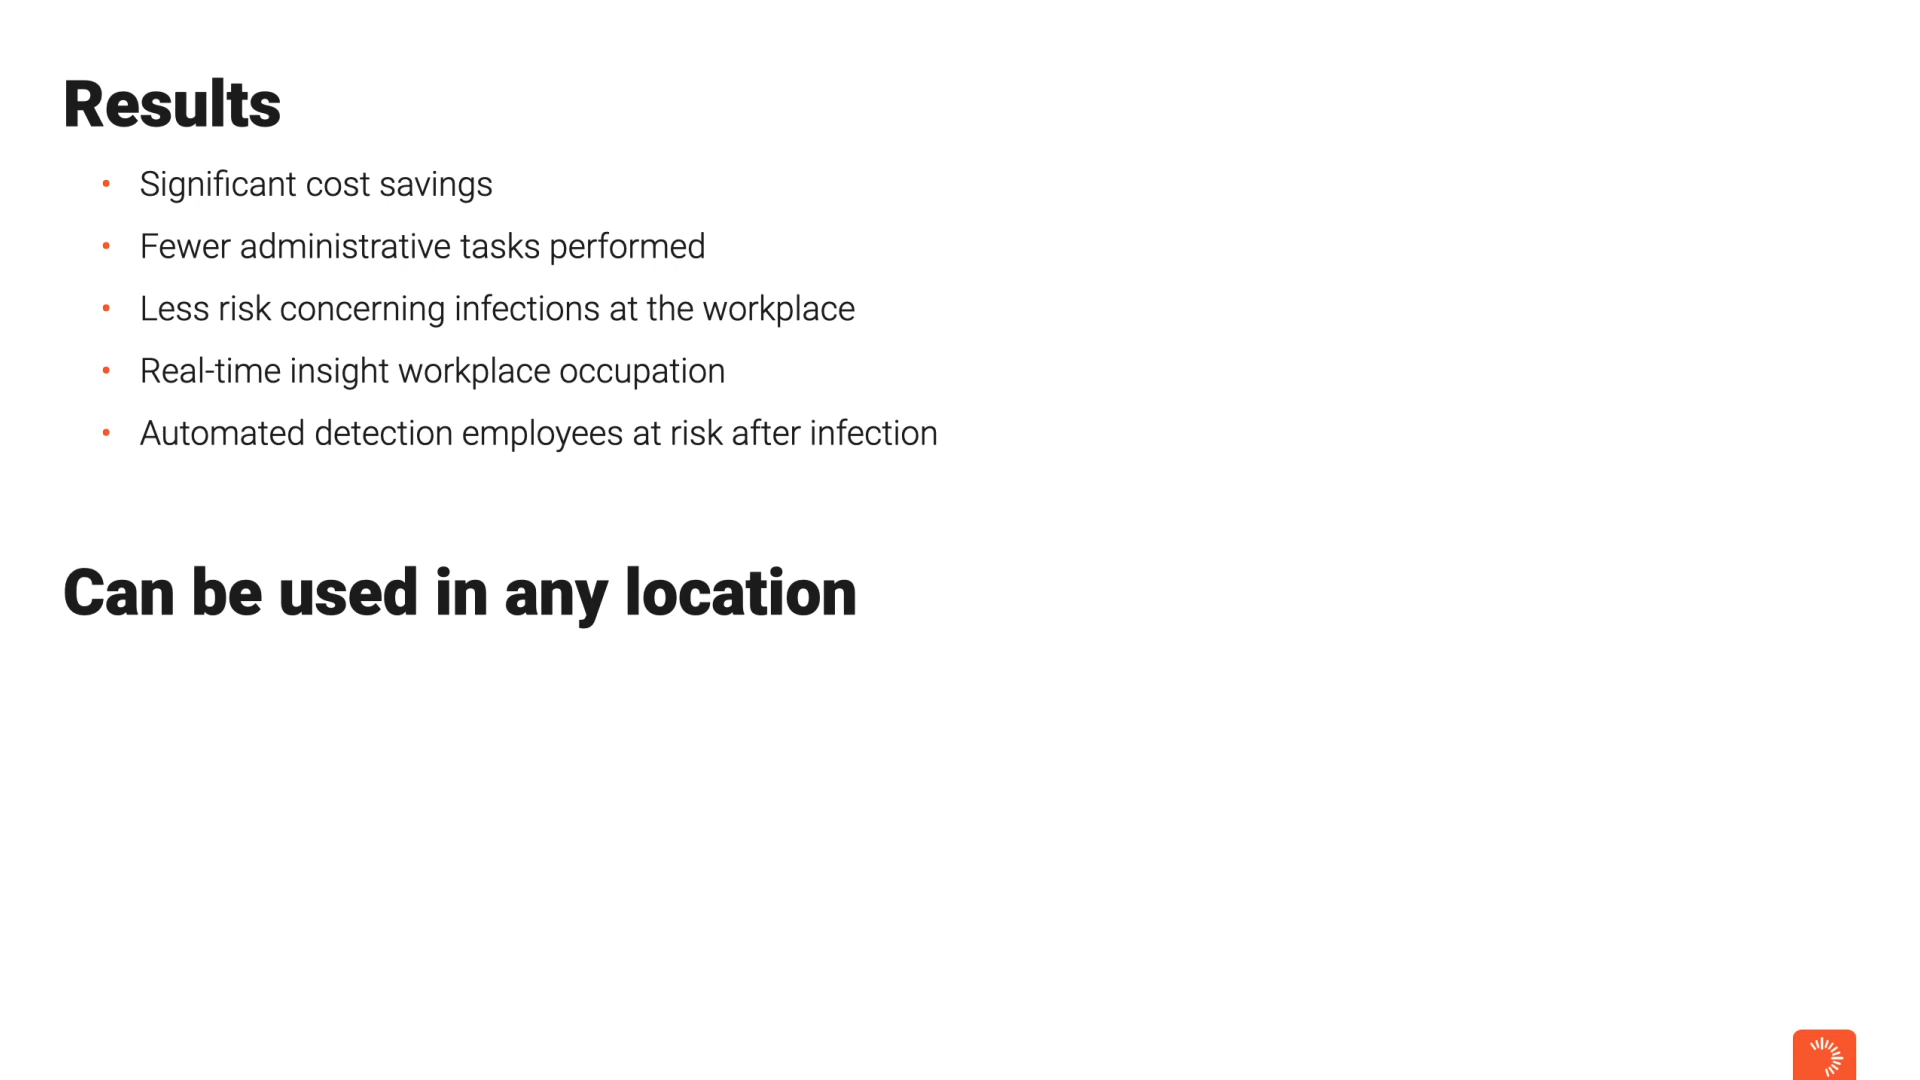 Results
• Significant cost savings
• Fewer administrative tasks performed
• Less risk concerning infections at the workplace
• Real-time insight workplace occupation
• Automated detection employees at risk after infection
Can be used in any location